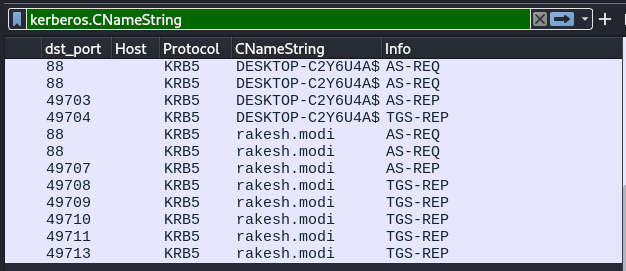 kerberos.CNameString
dst_port Host Protocol CNameString Info
88 KRB5 DESKTOP-C2Y6U4A$ AS-REQ
88 KRB5 DESKTOP-C2Y6U4A$ AS-REQ
49703 KRB5 DESKTOP-C2Y6U4A$ AS-REP
49704 KRB5 DESKTOP-C2Y6U4A$ TGS-REP
88 KRB5 rakesh.modi AS-REQ
88 KRB5 rakesh.modi AS-REQ
49707 KRB5 rakesh.modi AS-REP
49708 KRB5 rakesh.modi TGS-REP
49709 KRB5 rakesh.modi TGS-REP
49710 KRB5 rakesh.modi TGS-REP
49711 KRB5 rakesh.modi TGS-REP
49713 KRB5 rakesh.modi TGS-REP